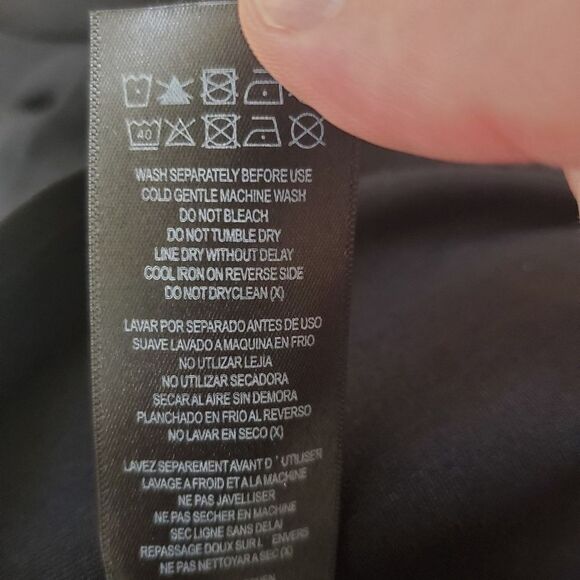 40
WASH SEPARATELY BEFORE USE
COLD GENTLE MACHINE WASH
DO NOT BLEACH
DO NOT TUMBLE DRY
LINE DRY WITHOUT DELAY
COOL IRON ON REVERSE SIDE
DO NOT DRYCLEAN (X)
LAVAR POR SEPARADO ANTES DE USO
SUAVE LAVADO A MAQUINA EN FRIO
NO UTLIZAR LEJIA
NO UTILIZAR SECADORA
SECAR AL AIRE SIN DEMORA
PLANCHADO EN FRIO AL REVERSO
NO LAVAR EN SECO (X)
LAVEZ SEPAREMENT AVANT D ' UTILISER
LAVAGE A FROID ET A LA MACHINE
NE PAS JAVELLISER
NE PAS SECHER EN MACHINE
SEC LIGNE SANS DELAI
REPASSAGE DOUX SUR L ENVERS
NE PAS NETTOYER A SEC (X)